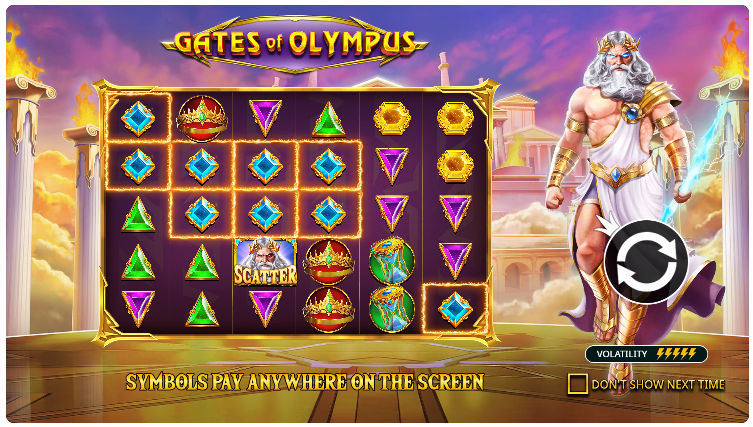 GATES OF OLYMPUS
SCATTER
VOLATILITY
SYMBOLS PAY ANYWHERE ON THE SCREEN
DON'T SHOW NEXT TIME